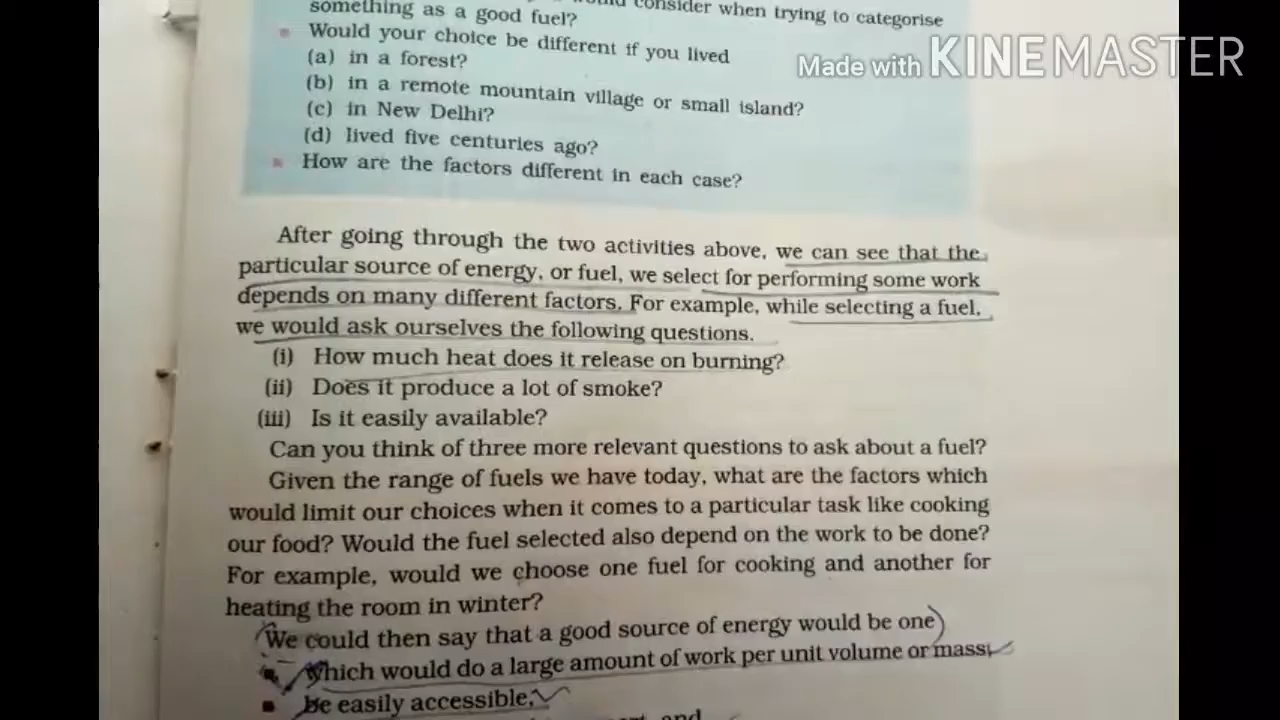 would consider when trying to categorise
something as a good fuel?
Made with KINEMASTER
Would your choice be different if you lived
(a) in a forest?
(b) in a remote mountain village or small island?
(c) in New Delhi?
(d) lived five centuries ago?
How are the factors different in each case?
After going through the two activities above, we can see that the
particular source of energy, or fuel, we select for performing some work
depends on many different factors. For example, while selecting a fuel,
we would ask ourselves the following questions.
(i) How much heat does it release on burning?
(ii) Does it produce a lot of smoke?
(iii) Is it easily available?
Can you think of three more relevant questions to ask about a fuel?
Given the range of fuels we have today, what are the factors which
would limit our choices when it comes to a particular task like cooking
our food? Would the fuel selected also depend on the work to be done?
For example, would we choose one fuel for cooking and another for
heating the room in winter?
We could then say that a good source of energy would be one
which would do a large amount of work per unit volume or mass,
be easily accessible,
and